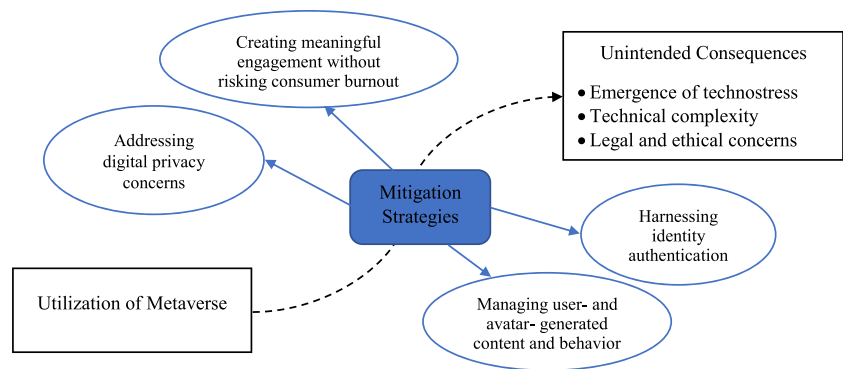 Creating meaningful
engagement without
risking consumer burnout
Unintended Consequences
• Emergence of technostress
• Technical complexity
• Legal and ethical concerns
Addressing
digital privacy
concerns
Mitigation
Strategies
Harnessing
identity
authentication
Utilization of Metaverse
Managing user- and
avatar- generated
content and behavior